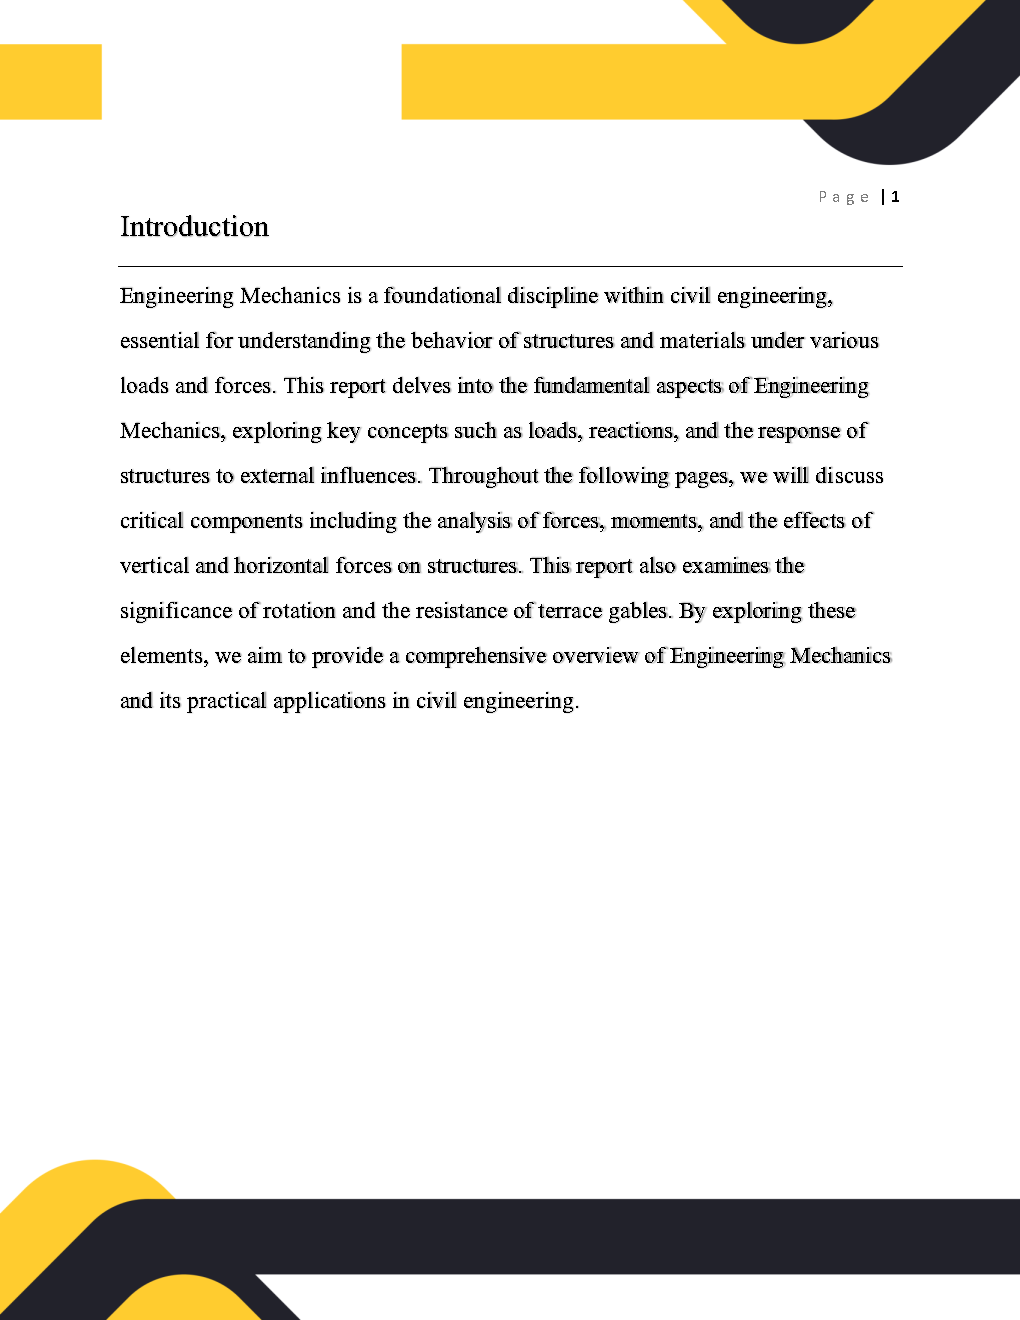 Page | 1
Introduction
Engineering Mechanics is a foundational discipline within civil engineering,
essential for understanding the behavior of structures and materials under various
loads and forces. This report delves into the fundamental aspects of Engineering
Mechanics, exploring key concepts such as loads, reactions, and the response of
structures to external influences. Throughout the following pages, we will discuss
critical components including the analysis of forces, moments, and the effects of
vertical and horizontal forces on structures. This report also examines the
significance of rotation and the resistance of terrace gables. By exploring these
elements, we aim to provide a comprehensive overview of Engineering Mechanics
and its practical applications in civil engineering.